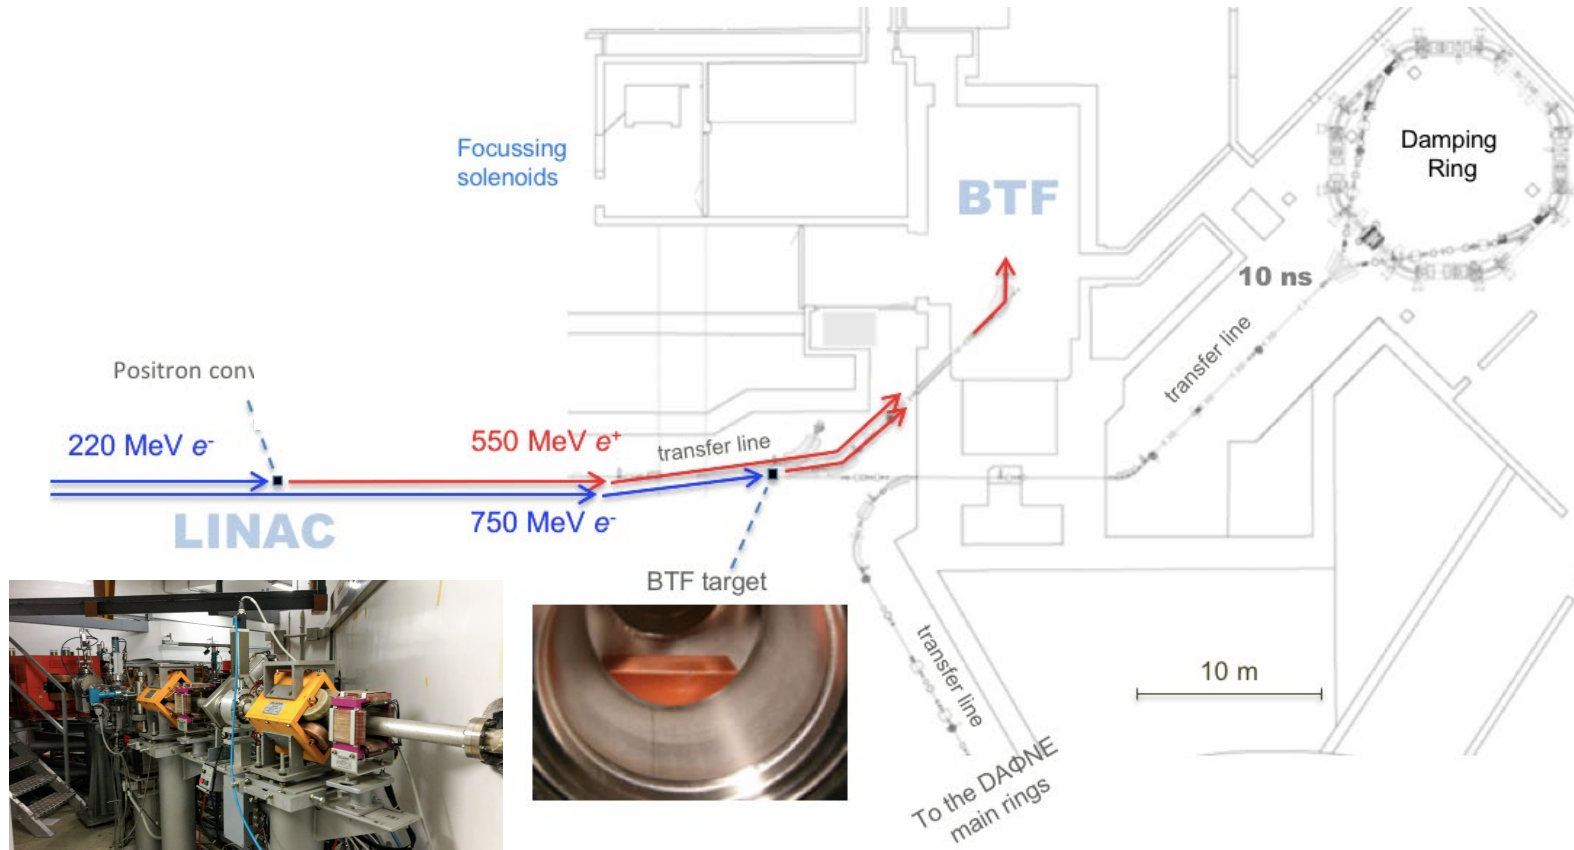 Focussing
solenoids
BTF
Damping
Ring
10 ns
transfer line
Positron conv
220 MeV e⁻
550 MeV e⁺
transfer line
LINAC
750 MeV e⁻
BTF target
transfer line
10 m
To the DAΦNE
main rings